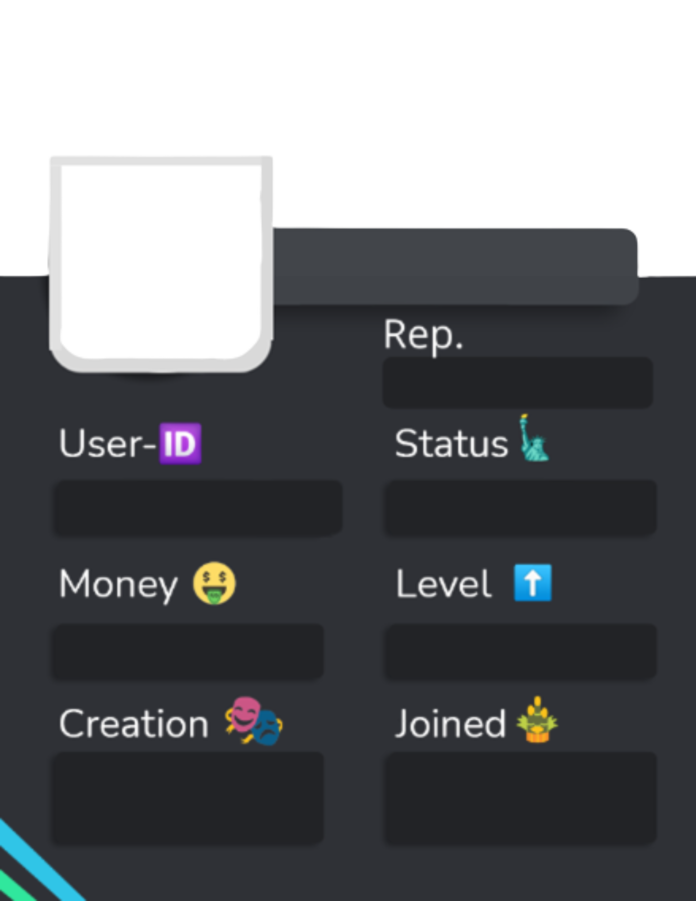 Rep.
User-🆔
Status🗽
Money 🤑
Level ⬆️
Creation 🎭
Joined🎍